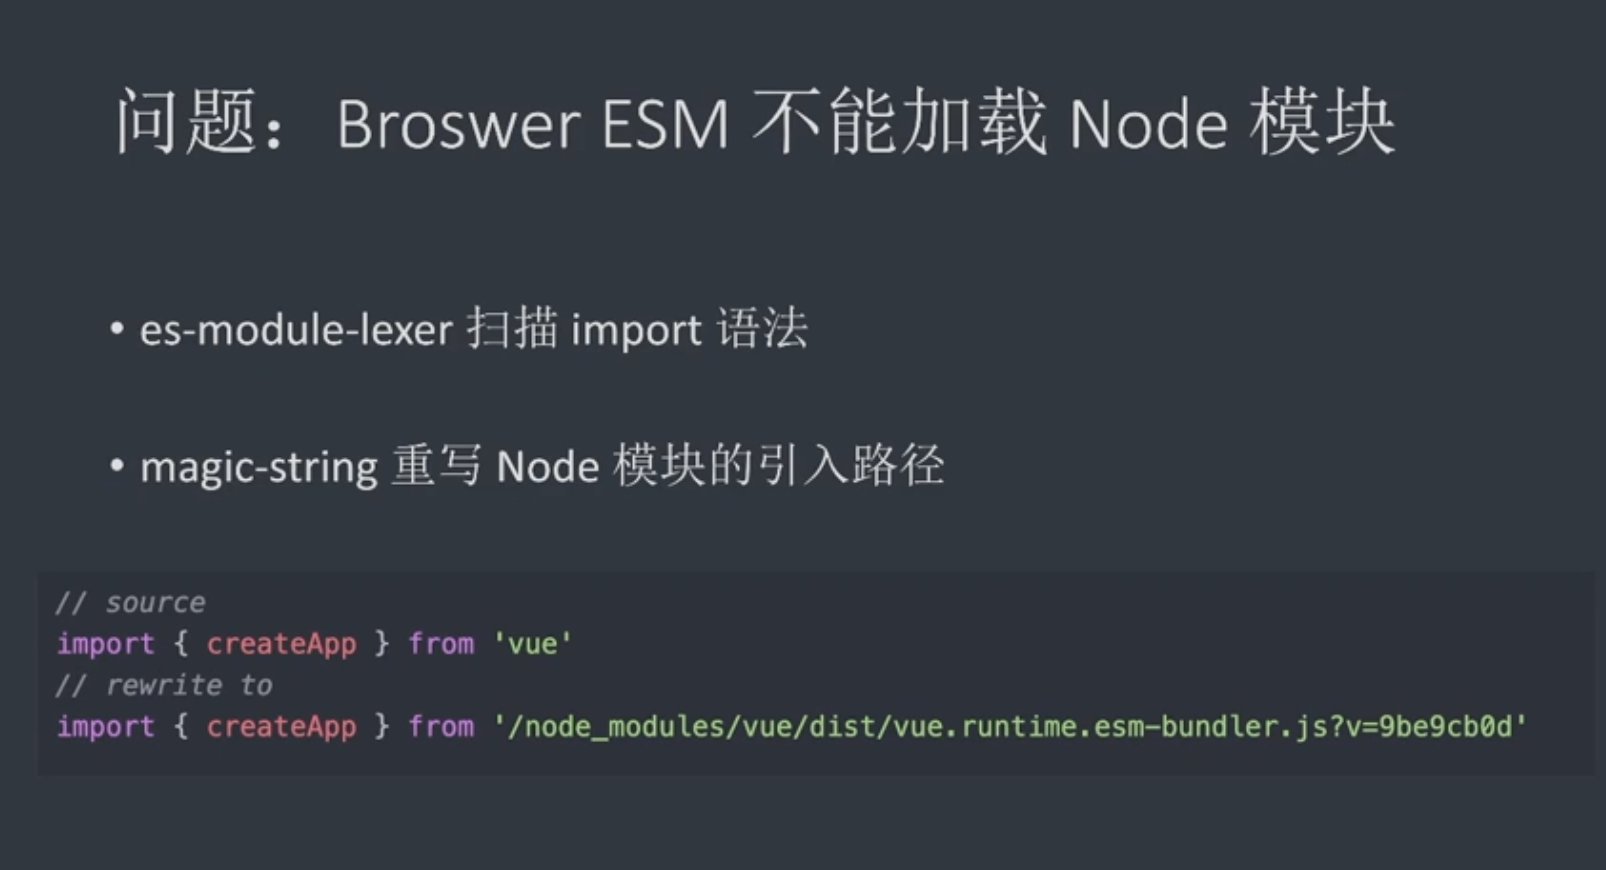 问题： Broswer ESM 不能加载 Node 模块
• es-module-lexer 扫描 import 语法
• magic-string 重写 Node 模块的引入路径
// source
import { createApp } from 'vue'
// rewrite to
import { createApp } from '/node_modules/vue/dist/vue.runtime.esm-bundler.js?v=9be9cb0d'